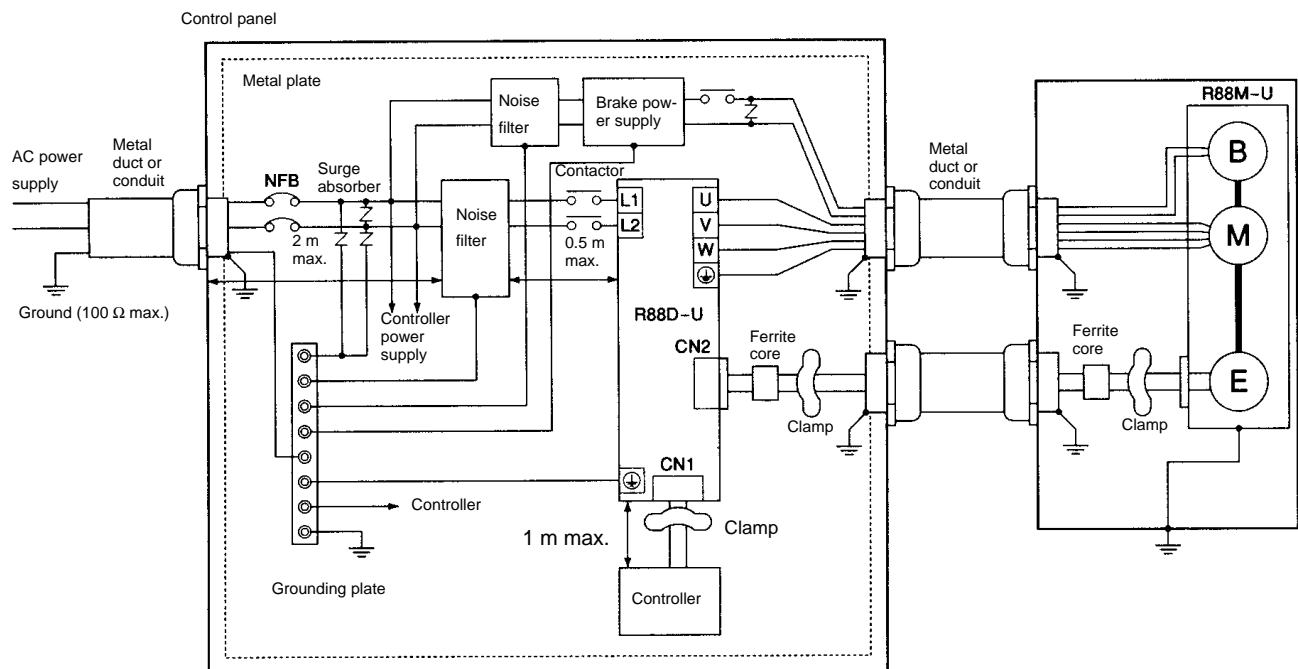 Control panel
Metal plate
R88M-U
Noise
filter
Brake pow-
er supply
B
AC power
supply
Metal
duct or
conduit
NFB
Surge
absorber
Contactor
Metal
duct or
conduit
L1
L2
U
V
W
M
Noise
filter
2 m
max.
0.5 m
max.
Ground (100 Ω max.)
Controller
power
supply
R88D-U
CN2
Ferrite
core
Clamp
Ferrite
core
Clamp
E
CN1
Controller
Clamp
1 m max.
Grounding plate
Controller